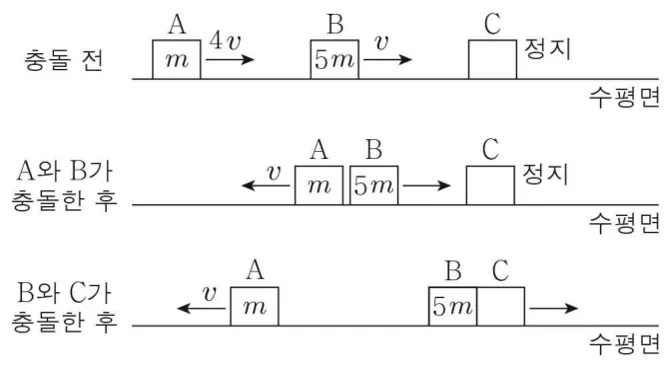 A B C
충돌 전 m 4v 5m v 정지
수평면
A와 B가
충돌한 후
A B C
v m 5m 정지
수평면
B와 C가
충돌한 후
A B C
v m 5m
수평면